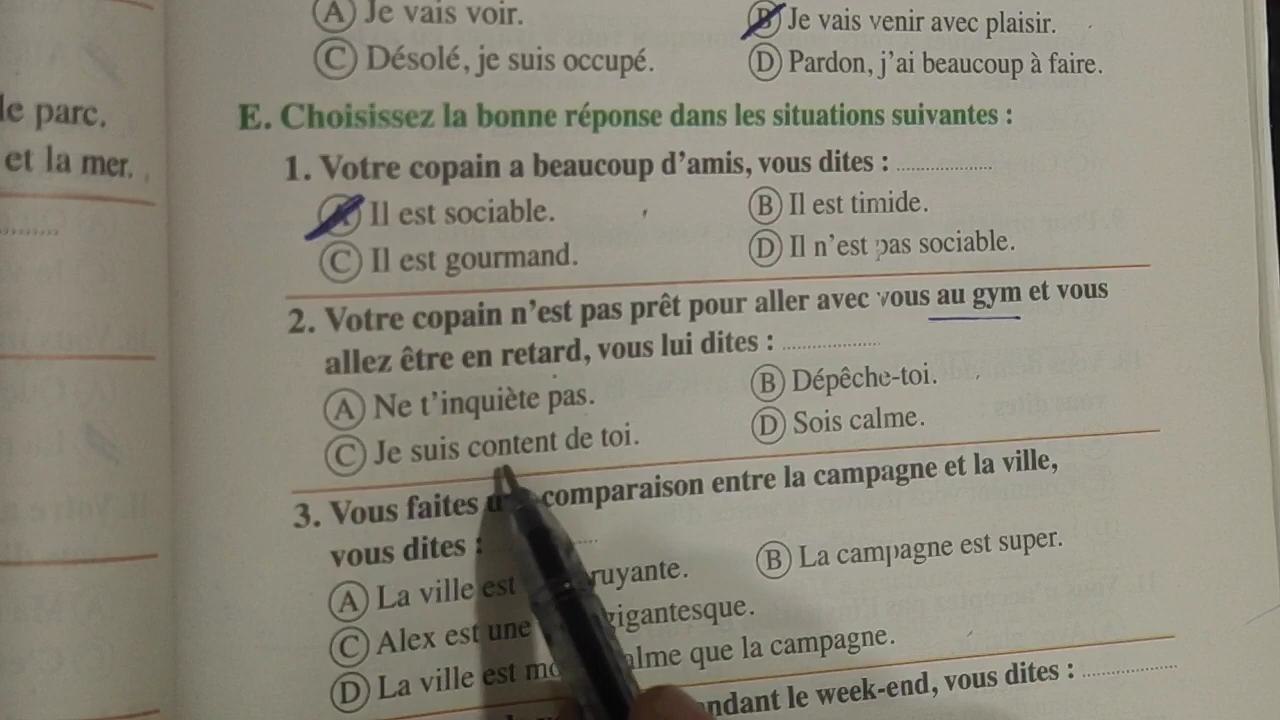 A Je vais voir.
B Je vais venir avec plaisir.
C Désolé, je suis occupé.
D Pardon, j'ai beaucoup à faire.
le parc.
et la mer.
E. Choisissez la bonne réponse dans les situations suivantes :
1. Votre copain a beaucoup d'amis, vous dites : ....................
A Il est sociable.
B Il est timide.
C Il est gourmand.
D Il n'est pas sociable.
2. Votre copain n'est pas prêt pour aller avec vous au gym et vous
allez être en retard, vous lui dites : ....................
A Ne t'inquiète pas.
B Dépêche-toi.
C Je suis content de toi.
D Sois calme.
3. Vous faites comparaison entre la campagne et la ville,
vous dites :
A La ville est
B La campagne est super.
C Alex est une gigantesque.
D La ville est que la campagne.
le week-end, vous dites : ....................